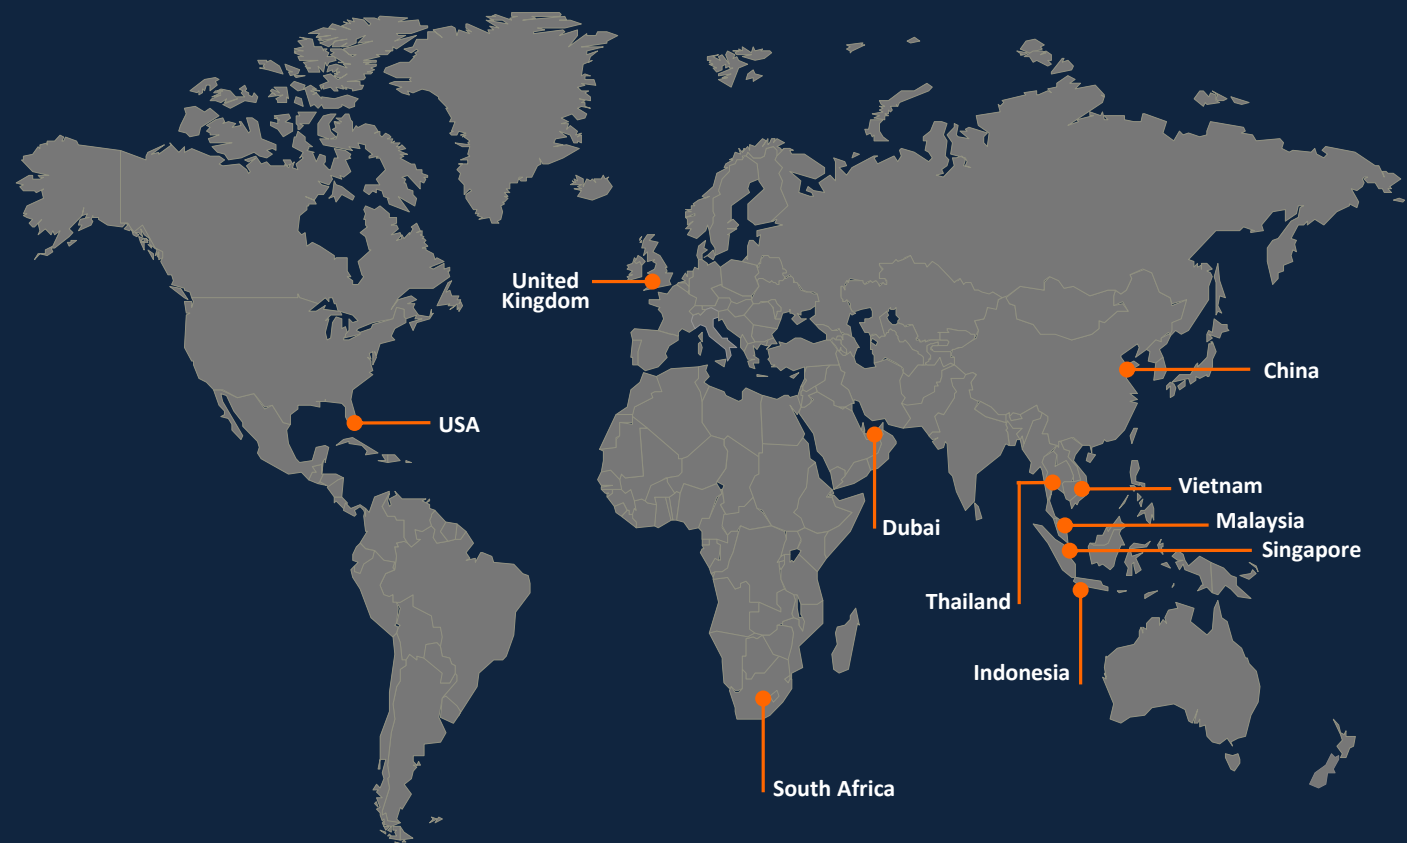 United
Kingdom
China
USA
Vietnam
Malaysia
Dubai
Singapore
Thailand
Indonesia
South Africa